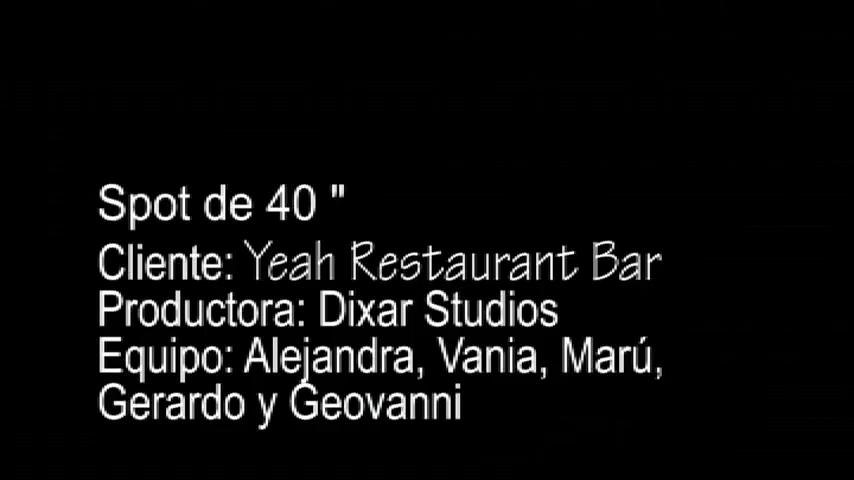 Spot de 40 "
Cliente: Yeah Restaurant Bar
Productora: Dixar Studios
Equipo: Alejandra, Vania, Marú,
Gerardo y Geovanni